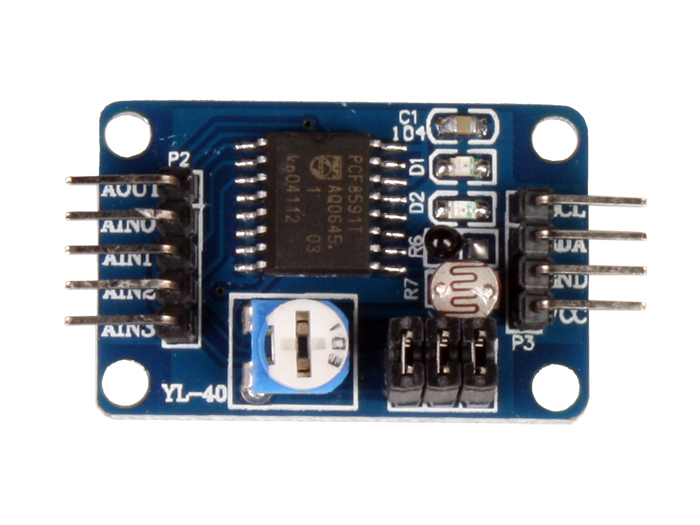 P2
AOUT
AIN0
AIN1
AIN2
AIN3
YL-40
PCF8591T
AQ0645
1
03
C1
104
D1
D2
R6
R7
SCL
SDA
GND
VCC
P3